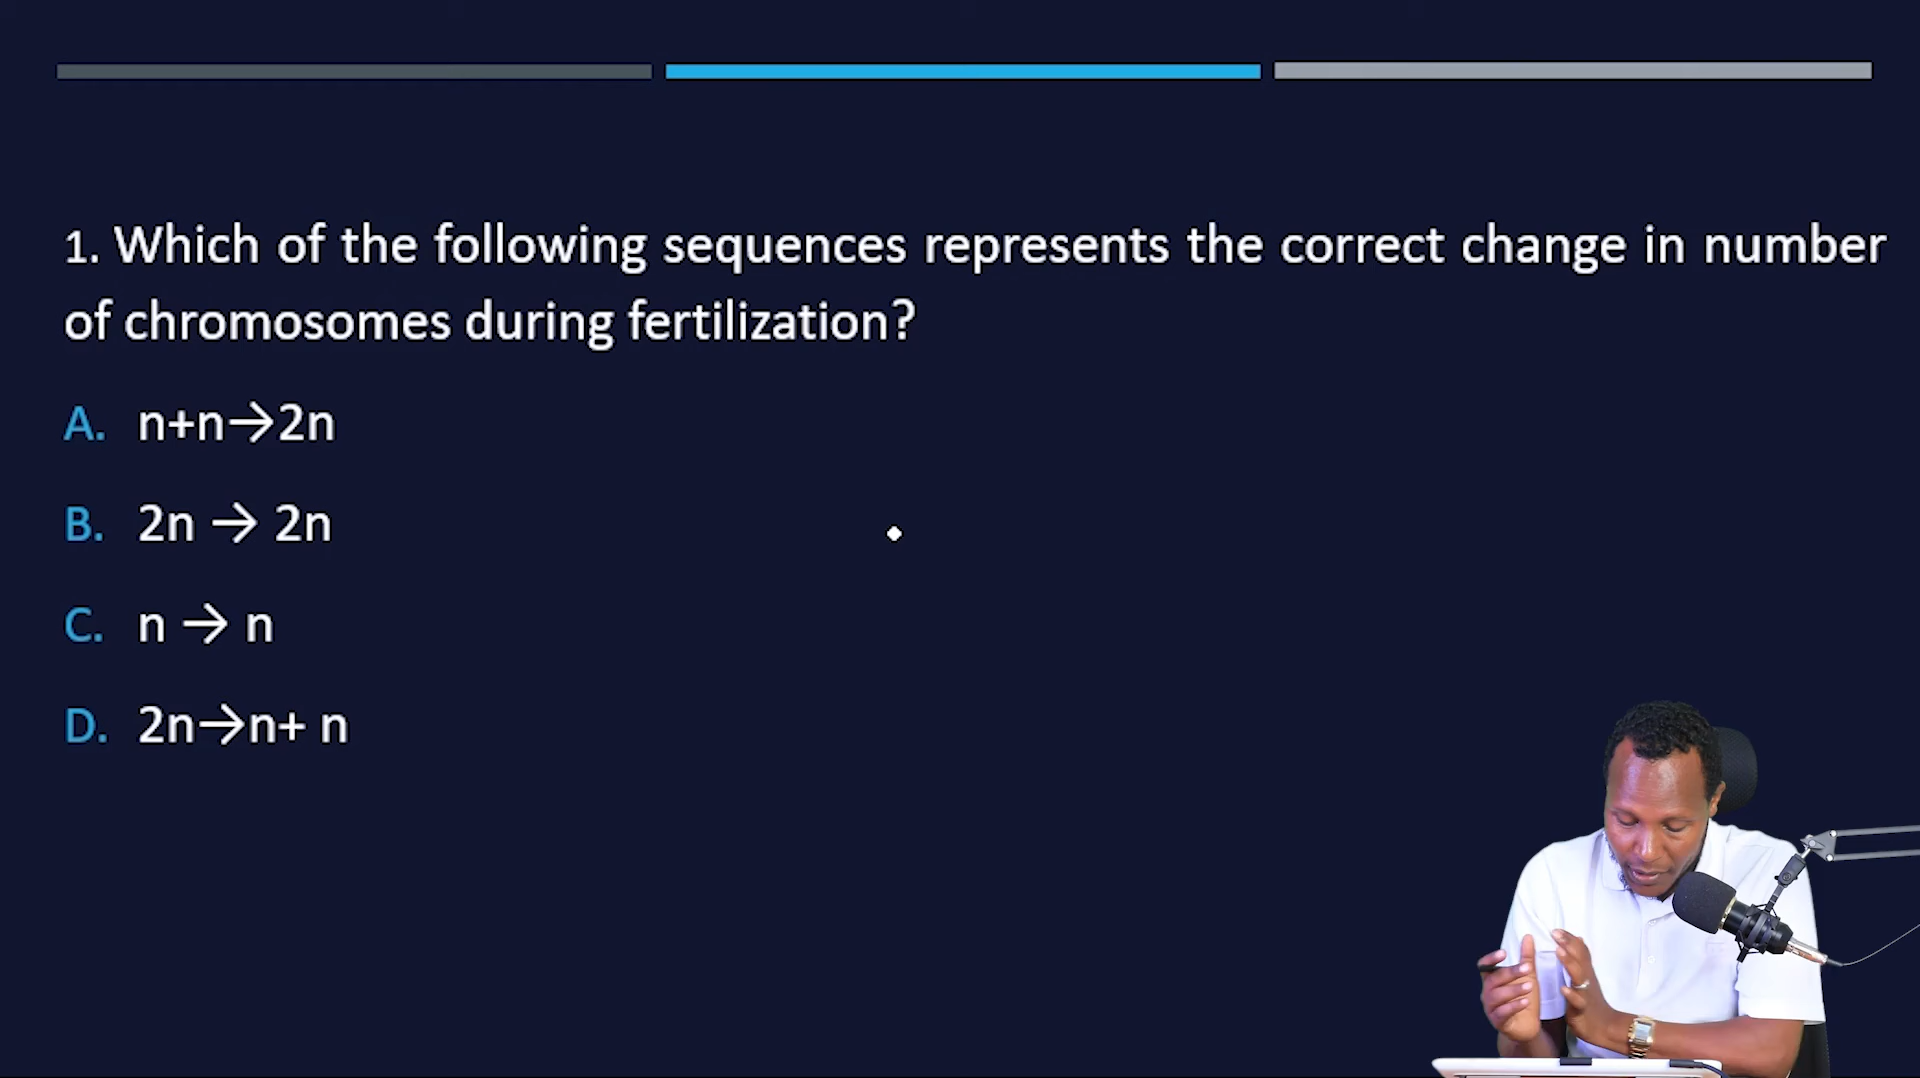 1. Which of the following sequences represents the correct change in number
of chromosomes during fertilization?
A. n+n→2n
B. 2n → 2n
C. n → n
D. 2n→n+ n